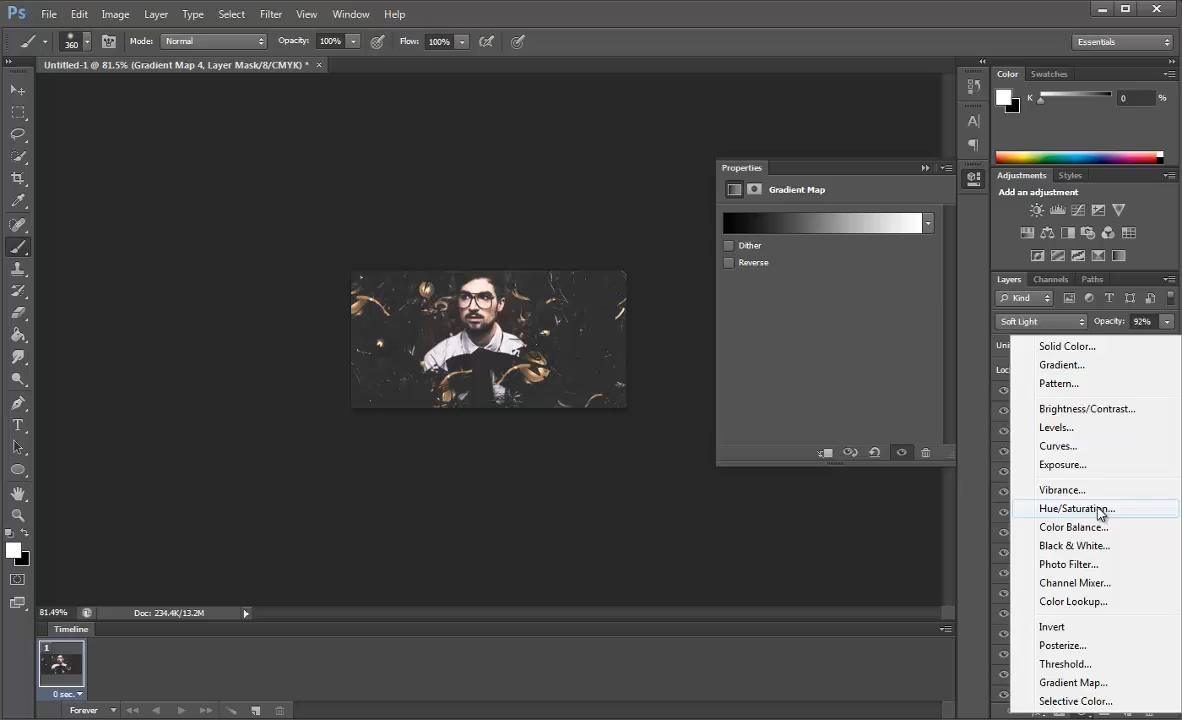 Ps File Edit Image Layer Type Select Filter View Window Help
360 Mode: Normal Opacity: 100% Flow: 100% Essentials
Untitled-1 @ 81.5% (Gradient Map 4, Layer Mask/8/CMYK) * ×
Color Swatches
K 0 %
Properties
Gradient Map
Dither
Reverse
Adjustments Styles
Add an adjustment
Layers Channels Paths
Kind
Soft Light Opacity: 92%
Uni
Loc
Solid Color...
Gradient...
Pattern...
Brightness/Contrast...
Levels...
Curves...
Exposure...
Vibrance...
Hue/Saturation...
Color Balance...
Black & White...
Photo Filter...
Channel Mixer...
Color Lookup...
Invert
Posterize...
Threshold...
Gradient Map...
Selective Color...
81.49% Doc: 234.4K/13.2M
Timeline
1
0 sec.
Forever